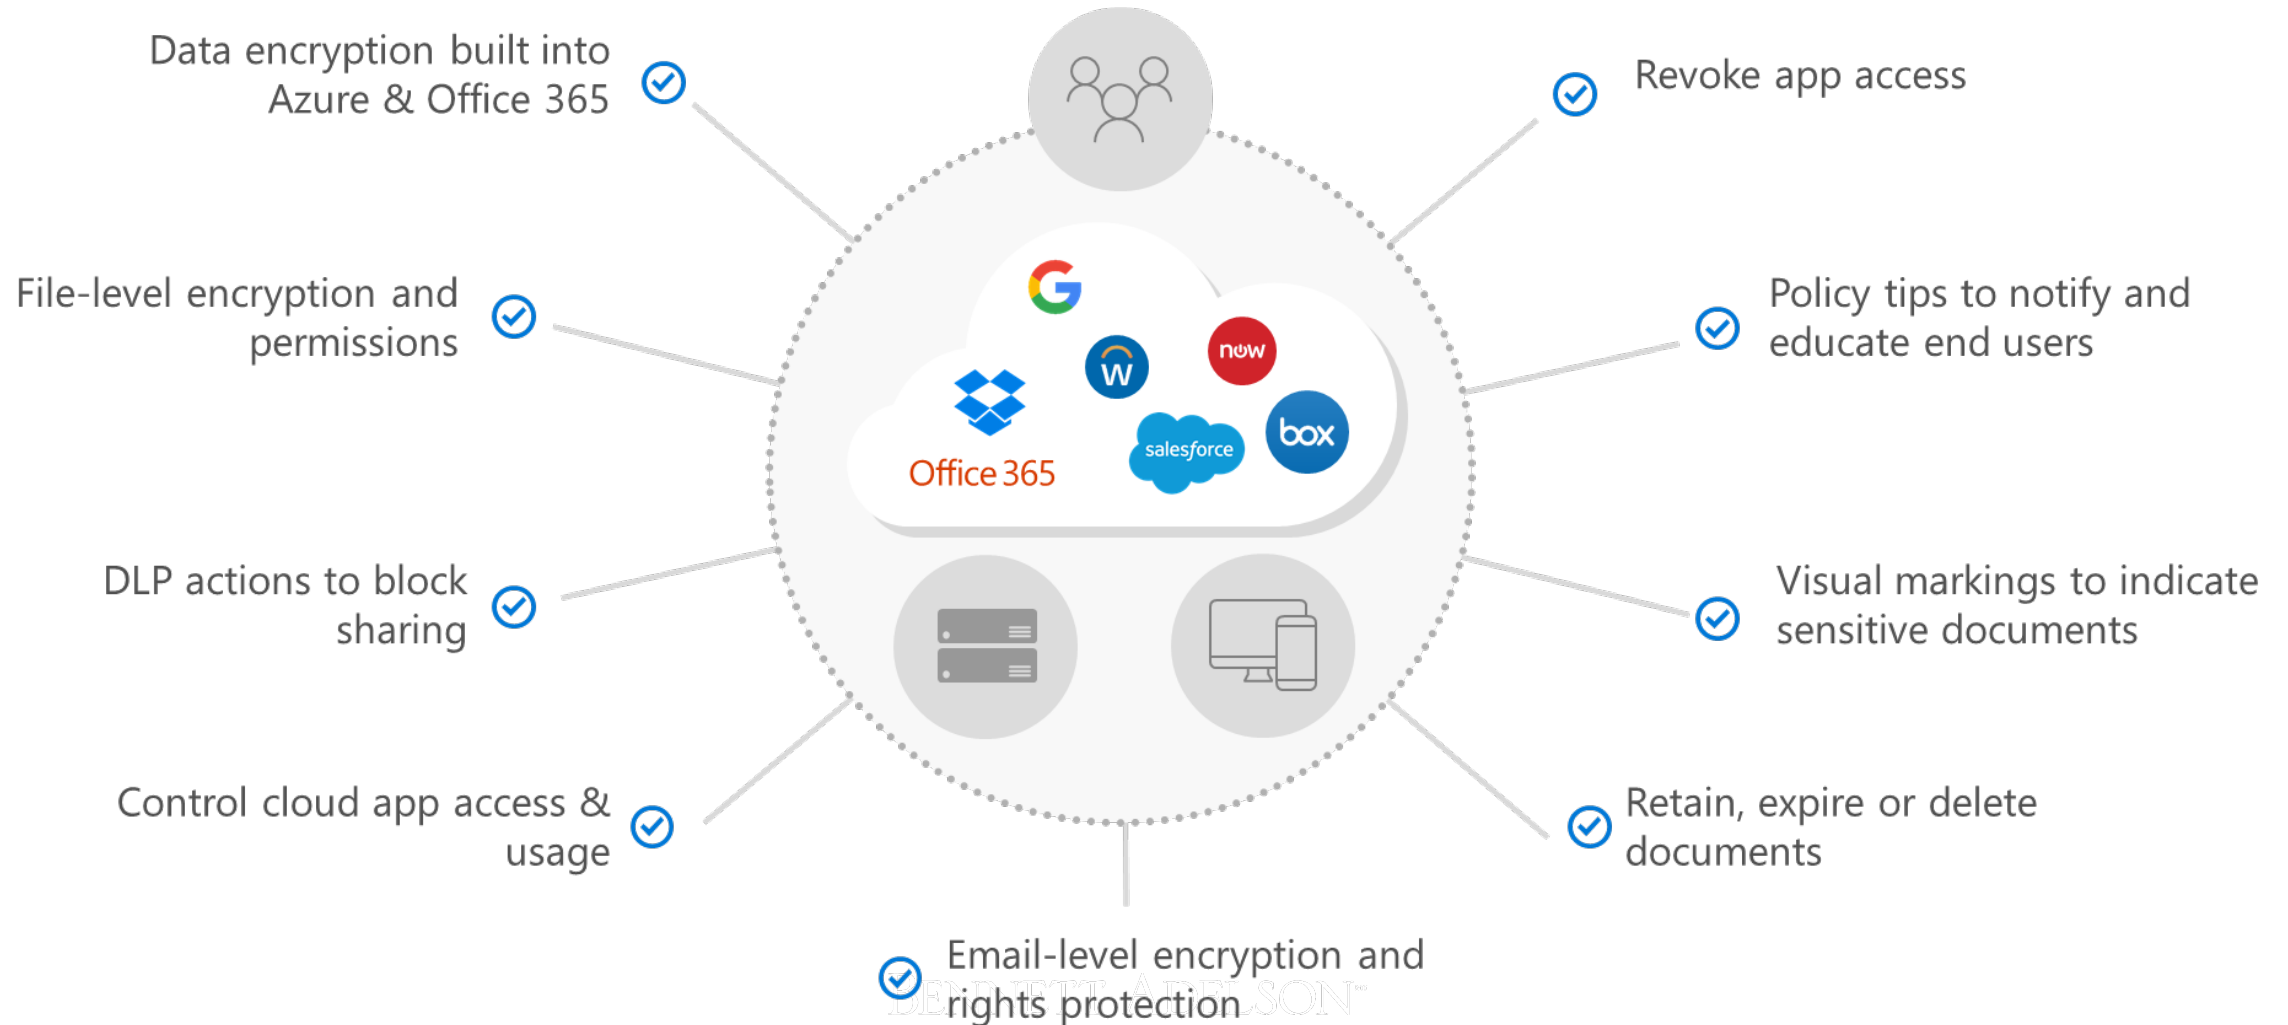 Data encryption built into
Azure & Office 365
File-level encryption and
permissions
DLP actions to block
sharing
Control cloud app access &
usage
Revoke app access
Policy tips to notify and
educate end users
Visual markings to indicate
sensitive documents
Retain, expire or delete
documents
Email-level encryption and
rights protection
now
W
box
salesforce
Office 365
G
BENNETT ADELSON™